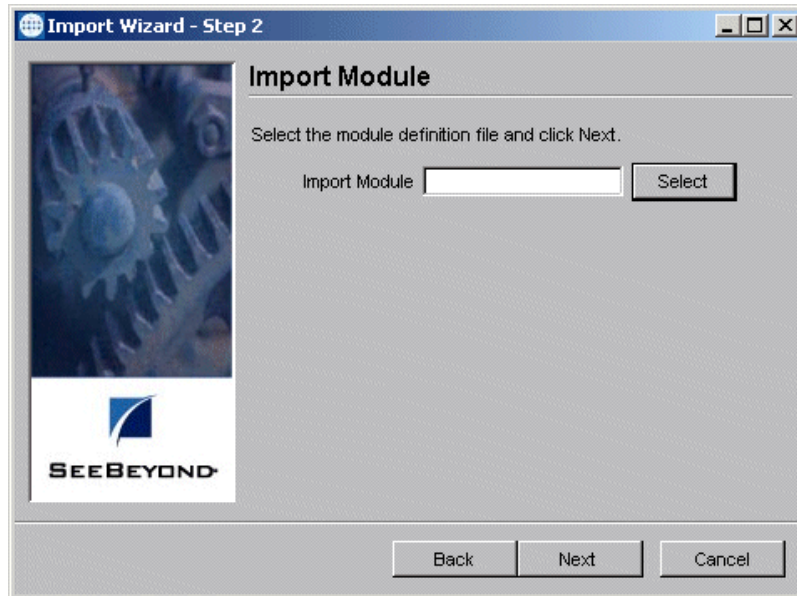 Import Wizard - Step 2
Import Module
Select the module definition file and click Next.
Import Module
Select
SEEBEYOND
Back
Next
Cancel